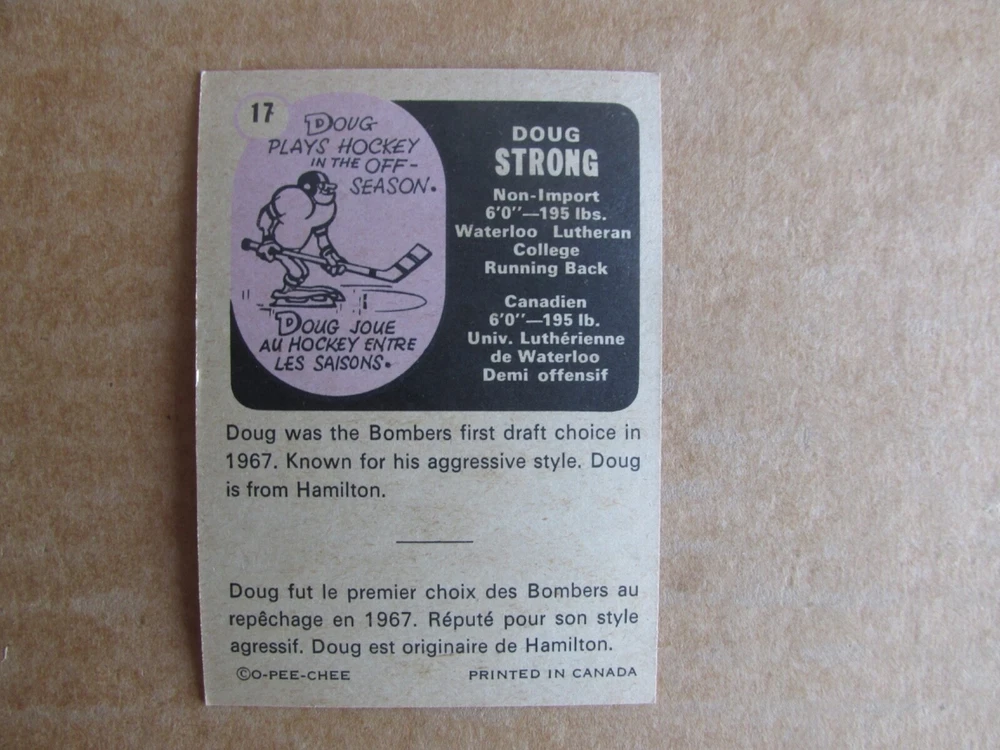 17
DOUG
PLAYS HOCKEY
IN THE OFF-
SEASON.
DOUG JOUE
AU HOCKEY ENTRE
LES SAISONS.
DOUG
STRONG
Non-Import
6'0"—195 lbs.
Waterloo Lutheran
College
Running Back
Canadien
6'0"—195 lb.
Univ. Luthérienne
de Waterloo
Demi offensif
Doug was the Bombers first draft choice in
1967. Known for his aggressive style. Doug
is from Hamilton.
Doug fut le premier choix des Bombers au
repêchage en 1967. Réputé pour son style
agressif. Doug est originaire de Hamilton.
©O-PEE-CHEE PRINTED IN CANADA